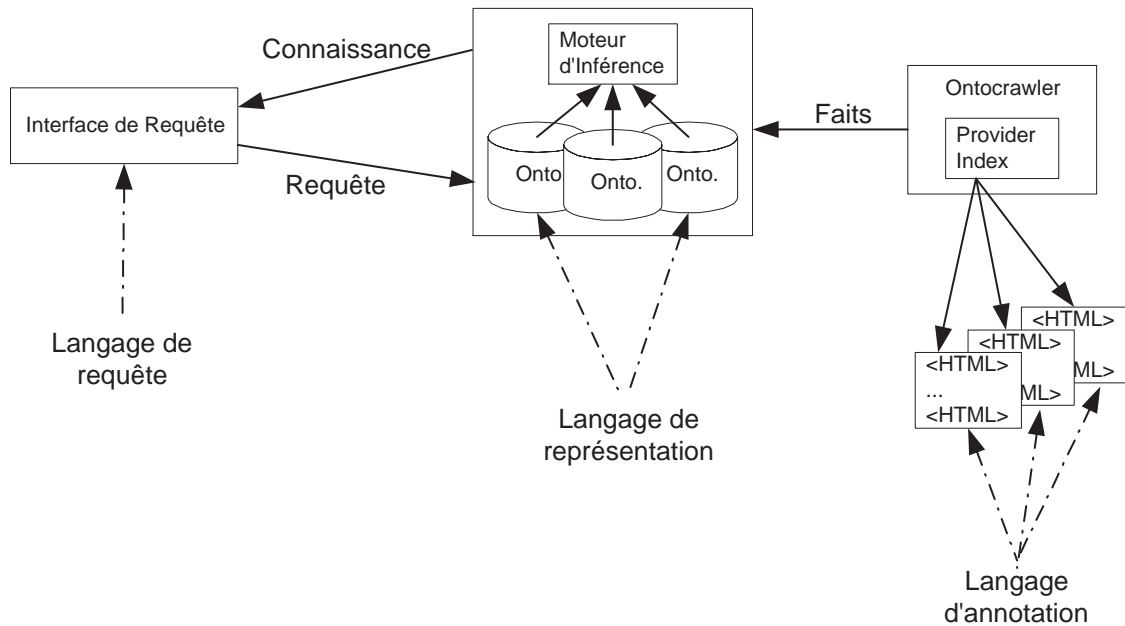 Connaissance
Moteur
d'Inférence
Ontocrawler
Interface de Requête
Faits
Provider
Index
Requête
Onto
Onto.
Onto.
<HTML>
<HTML>
<HTML>
...
<HTML>
ML>
ML>
Langage de
requête
Langage de
représentation
Langage
d'annotation